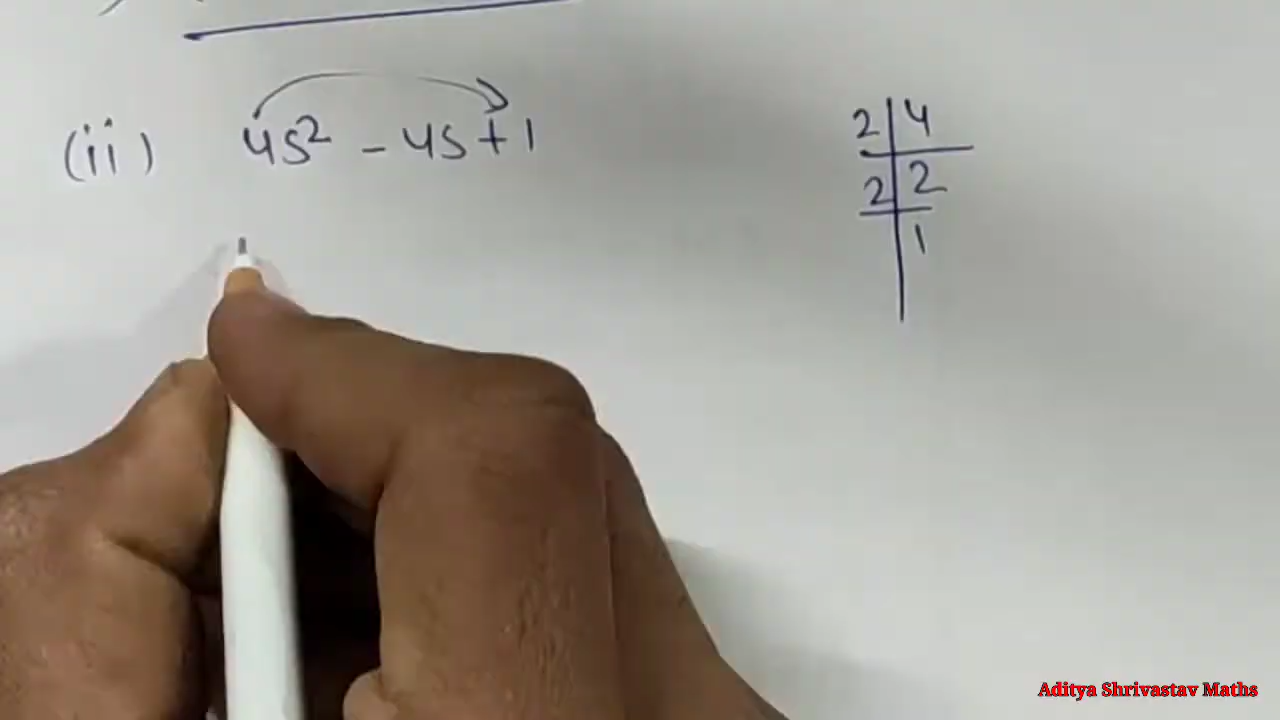 (ii) 4s² - 4s + 1
2 | 4
2 | 2
1
Aditya Shrivastav Maths